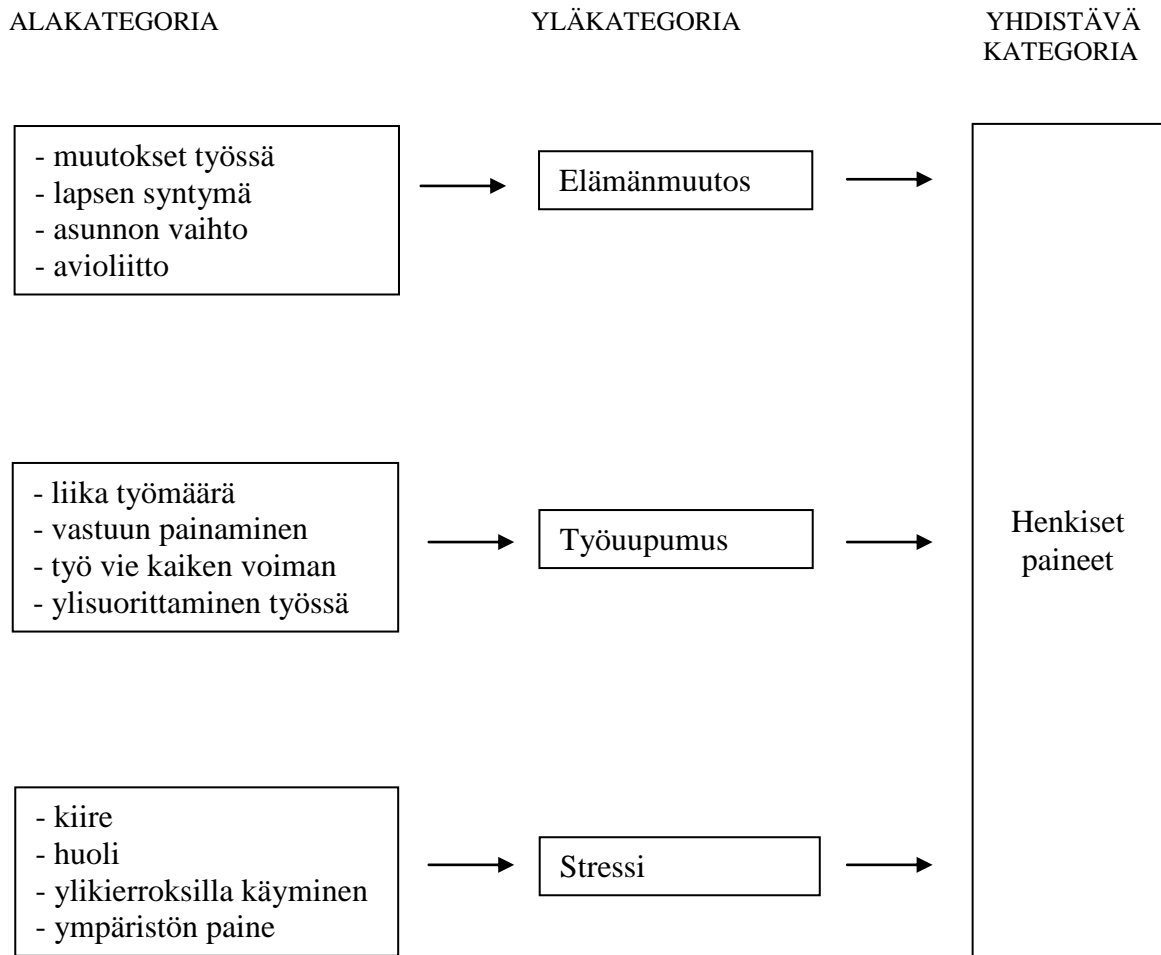 ALAKATEGORIA
YLÄKATEGORIA
YHDISTÄVÄ
KATEGORIA
- muutokset työssä
- lapsen syntymä
- asunnon vaihto
- avioliitto
Elämänmuutos
- liika työmäärä
- vastuun painaminen
- työ vie kaiken voiman
- ylisuorittaminen työssä
Työuupumus
Henkiset
paineet
- kiire
- huoli
- ylikierroksilla käyminen
- ympäristön paine
Stressi